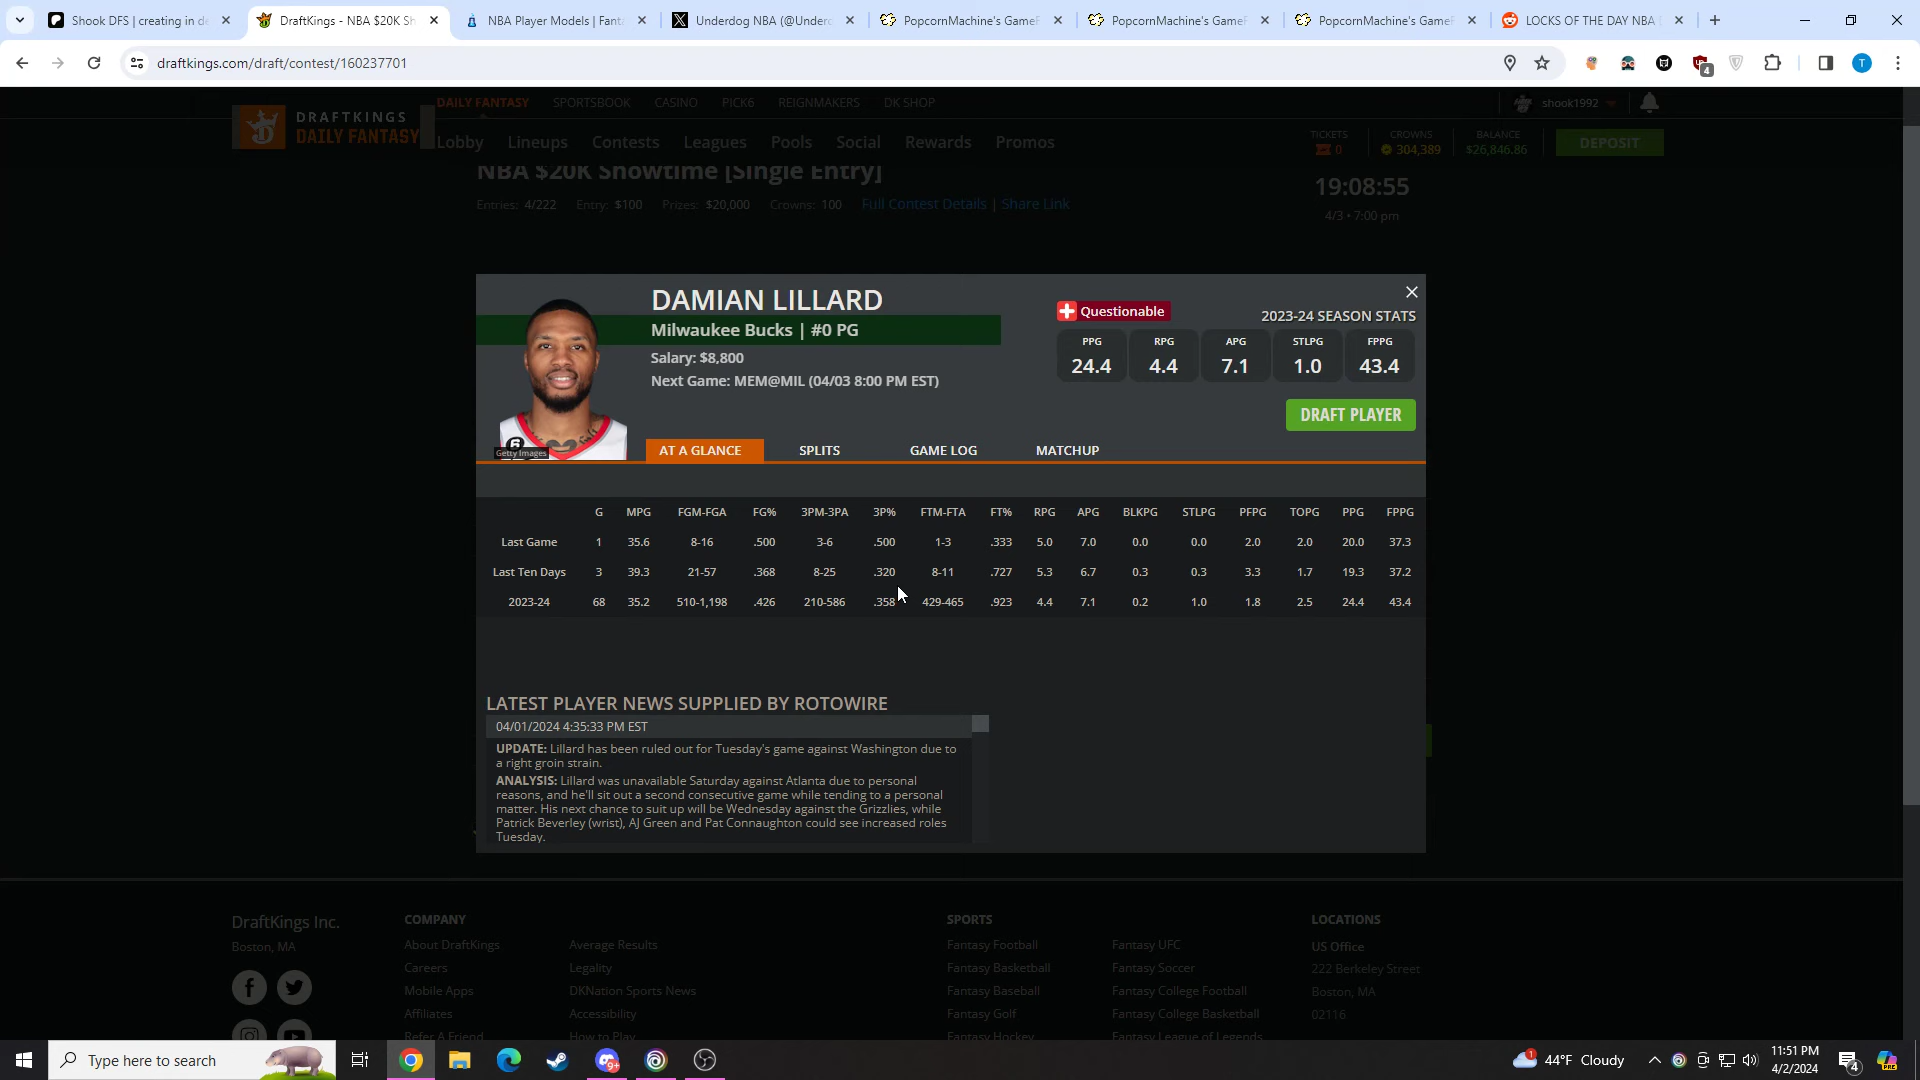 Shook DFS | creating in de
DraftKings - NBA $20K Sh
NBA Player Models | Fanta
Underdog NBA (@Underd
PopcornMachine's GameF
PopcornMachine's GameF
PopcornMachine's GameF
LOCKS OF THE DAY NBA
draftkings.com/draft/contest/160237701
4
T
DAILY FANTASY SPORTSBOOK CASINO PICK6 REIGNMAKERS DK SHOP
shook1992
DRAFTKINGS
DAILY FANTASY
Lobby Lineups Contests Leagues Pools Social Rewards Promos
TICKETS CROWNS BALANCE
0 304,389 $26,846.86
DEPOSIT
NBA $20K Showtime [Single Entry]
19:08:55
Entries: 4/222 Entry: $100 Prizes: $20,000 Crowns: 100 Full Contest Details | Share Link
4/3 • 7:00 pm
DAMIAN LILLARD
Milwaukee Bucks | #0 PG
Salary: $8,800
Next Game: MEM@MIL (04/03 8:00 PM EST)
Questionable
2023-24 SEASON STATS
PPG RPG APG STLPG FPPG
24.4 4.4 7.1 1.0 43.4
DRAFT PLAYER
Getty Images
AT A GLANCE SPLITS GAME LOG MATCHUP
G MPG FGM-FGA FG% 3PM-3PA 3P% FTM-FTA FT% RPG APG BLKPG STLPG PFPG TOPG PPG FPPG
Last Game 1 35.6 8-16 .500 3-6 .500 1-3 .333 5.0 7.0 0.0 0.0 2.0 2.0 20.0 37.3
Last Ten Days 3 39.3 21-57 .368 8-25 .320 8-11 .727 5.3 6.7 0.3 0.3 3.3 1.7 19.3 37.2
2023-24 68 35.2 510-1,198 .426 210-586 .358 429-465 .923 4.4 7.1 0.2 1.0 1.8 2.5 24.4 43.4
LATEST PLAYER NEWS SUPPLIED BY ROTOWIRE
04/01/2024 4:35:33 PM EST
UPDATE: Lillard has been ruled out for Tuesday's game against Washington due to
a right groin strain.
ANALYSIS: Lillard was unavailable Saturday against Atlanta due to personal
reasons, and he'll sit out a second consecutive game while tending to a personal
matter. His next chance to suit up will be Wednesday against the Grizzlies, while
Patrick Beverley (wrist), AJ Green and Pat Connaughton could see increased roles
Tuesday.
DraftKings Inc.
Boston, MA
COMPANY
About DraftKings
Careers
Mobile Apps
Affiliates
Refer A Friend
Average Results
Legality
DKNation Sports News
Accessibility
How to Play
SPORTS
Fantasy Football
Fantasy Basketball
Fantasy Baseball
Fantasy Golf
Fantasy Hockey
Fantasy UFC
Fantasy Soccer
Fantasy College Football
Fantasy College Basketball
Fantasy League of Legends
LOCATIONS
US Office
222 Berkeley Street
Boston, MA
02116
Type here to search
9+
1
44°F Cloudy
11:51 PM
4/2/2024
4
PRE